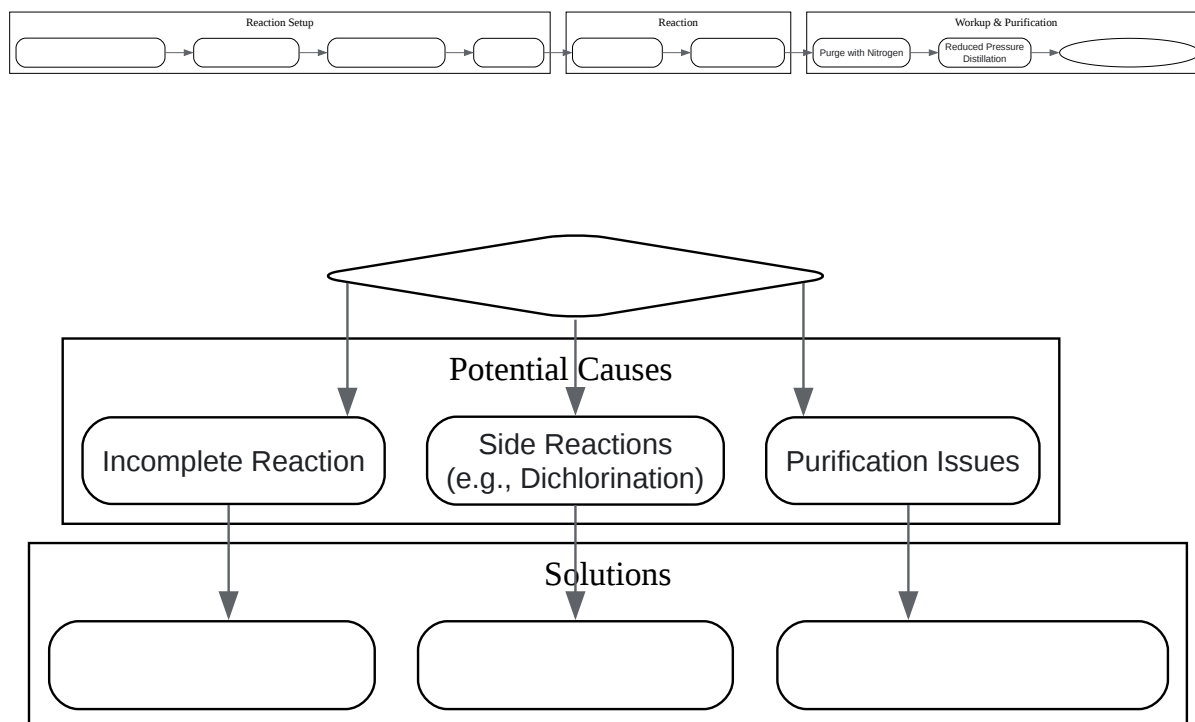 Reaction Setup
Reaction
Workup & Purification
Purge with Nitrogen
Reduced Pressure
Distillation
Potential Causes
Incomplete Reaction
Side Reactions
(e.g., Dichlorination)
Purification Issues
Solutions